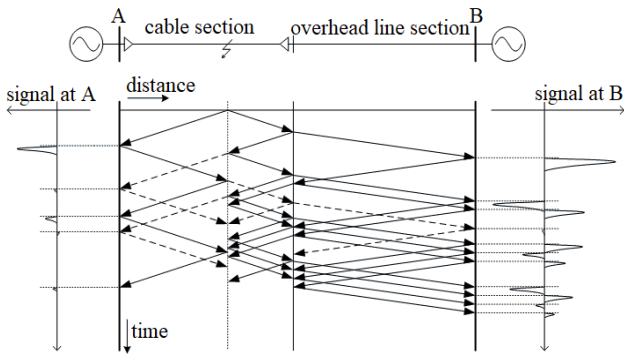 A B
cable section overhead line section
signal at A distance signal at B
time